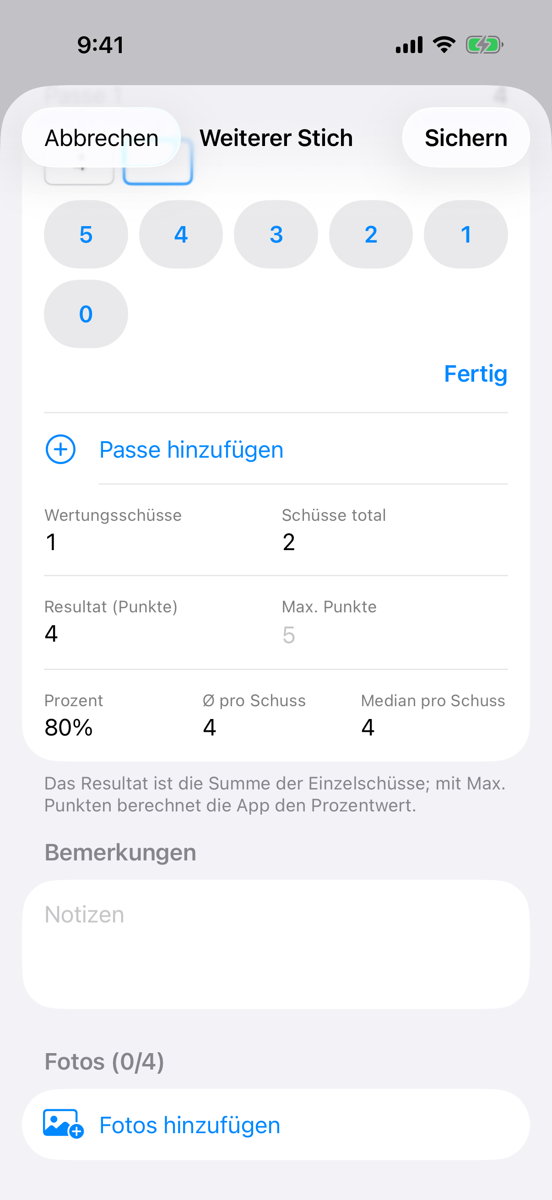 9:41
Passe 1
4
Abbrechen
Weiterer Stich
Sichern
5
4
3
2
1
0
Fertig
Passe hinzufügen
Wertungsschüsse
Schüsse total
1
2
Resultat (Punkte)
Max. Punkte
4
5
Prozent
Ø pro Schuss
Median pro Schuss
80%
4
4
Das Resultat ist die Summe der Einzelschüsse; mit Max.
Punkten berechnet die App den Prozentwert.
Bemerkungen
Notizen
Fotos (0/4)
Fotos hinzufügen